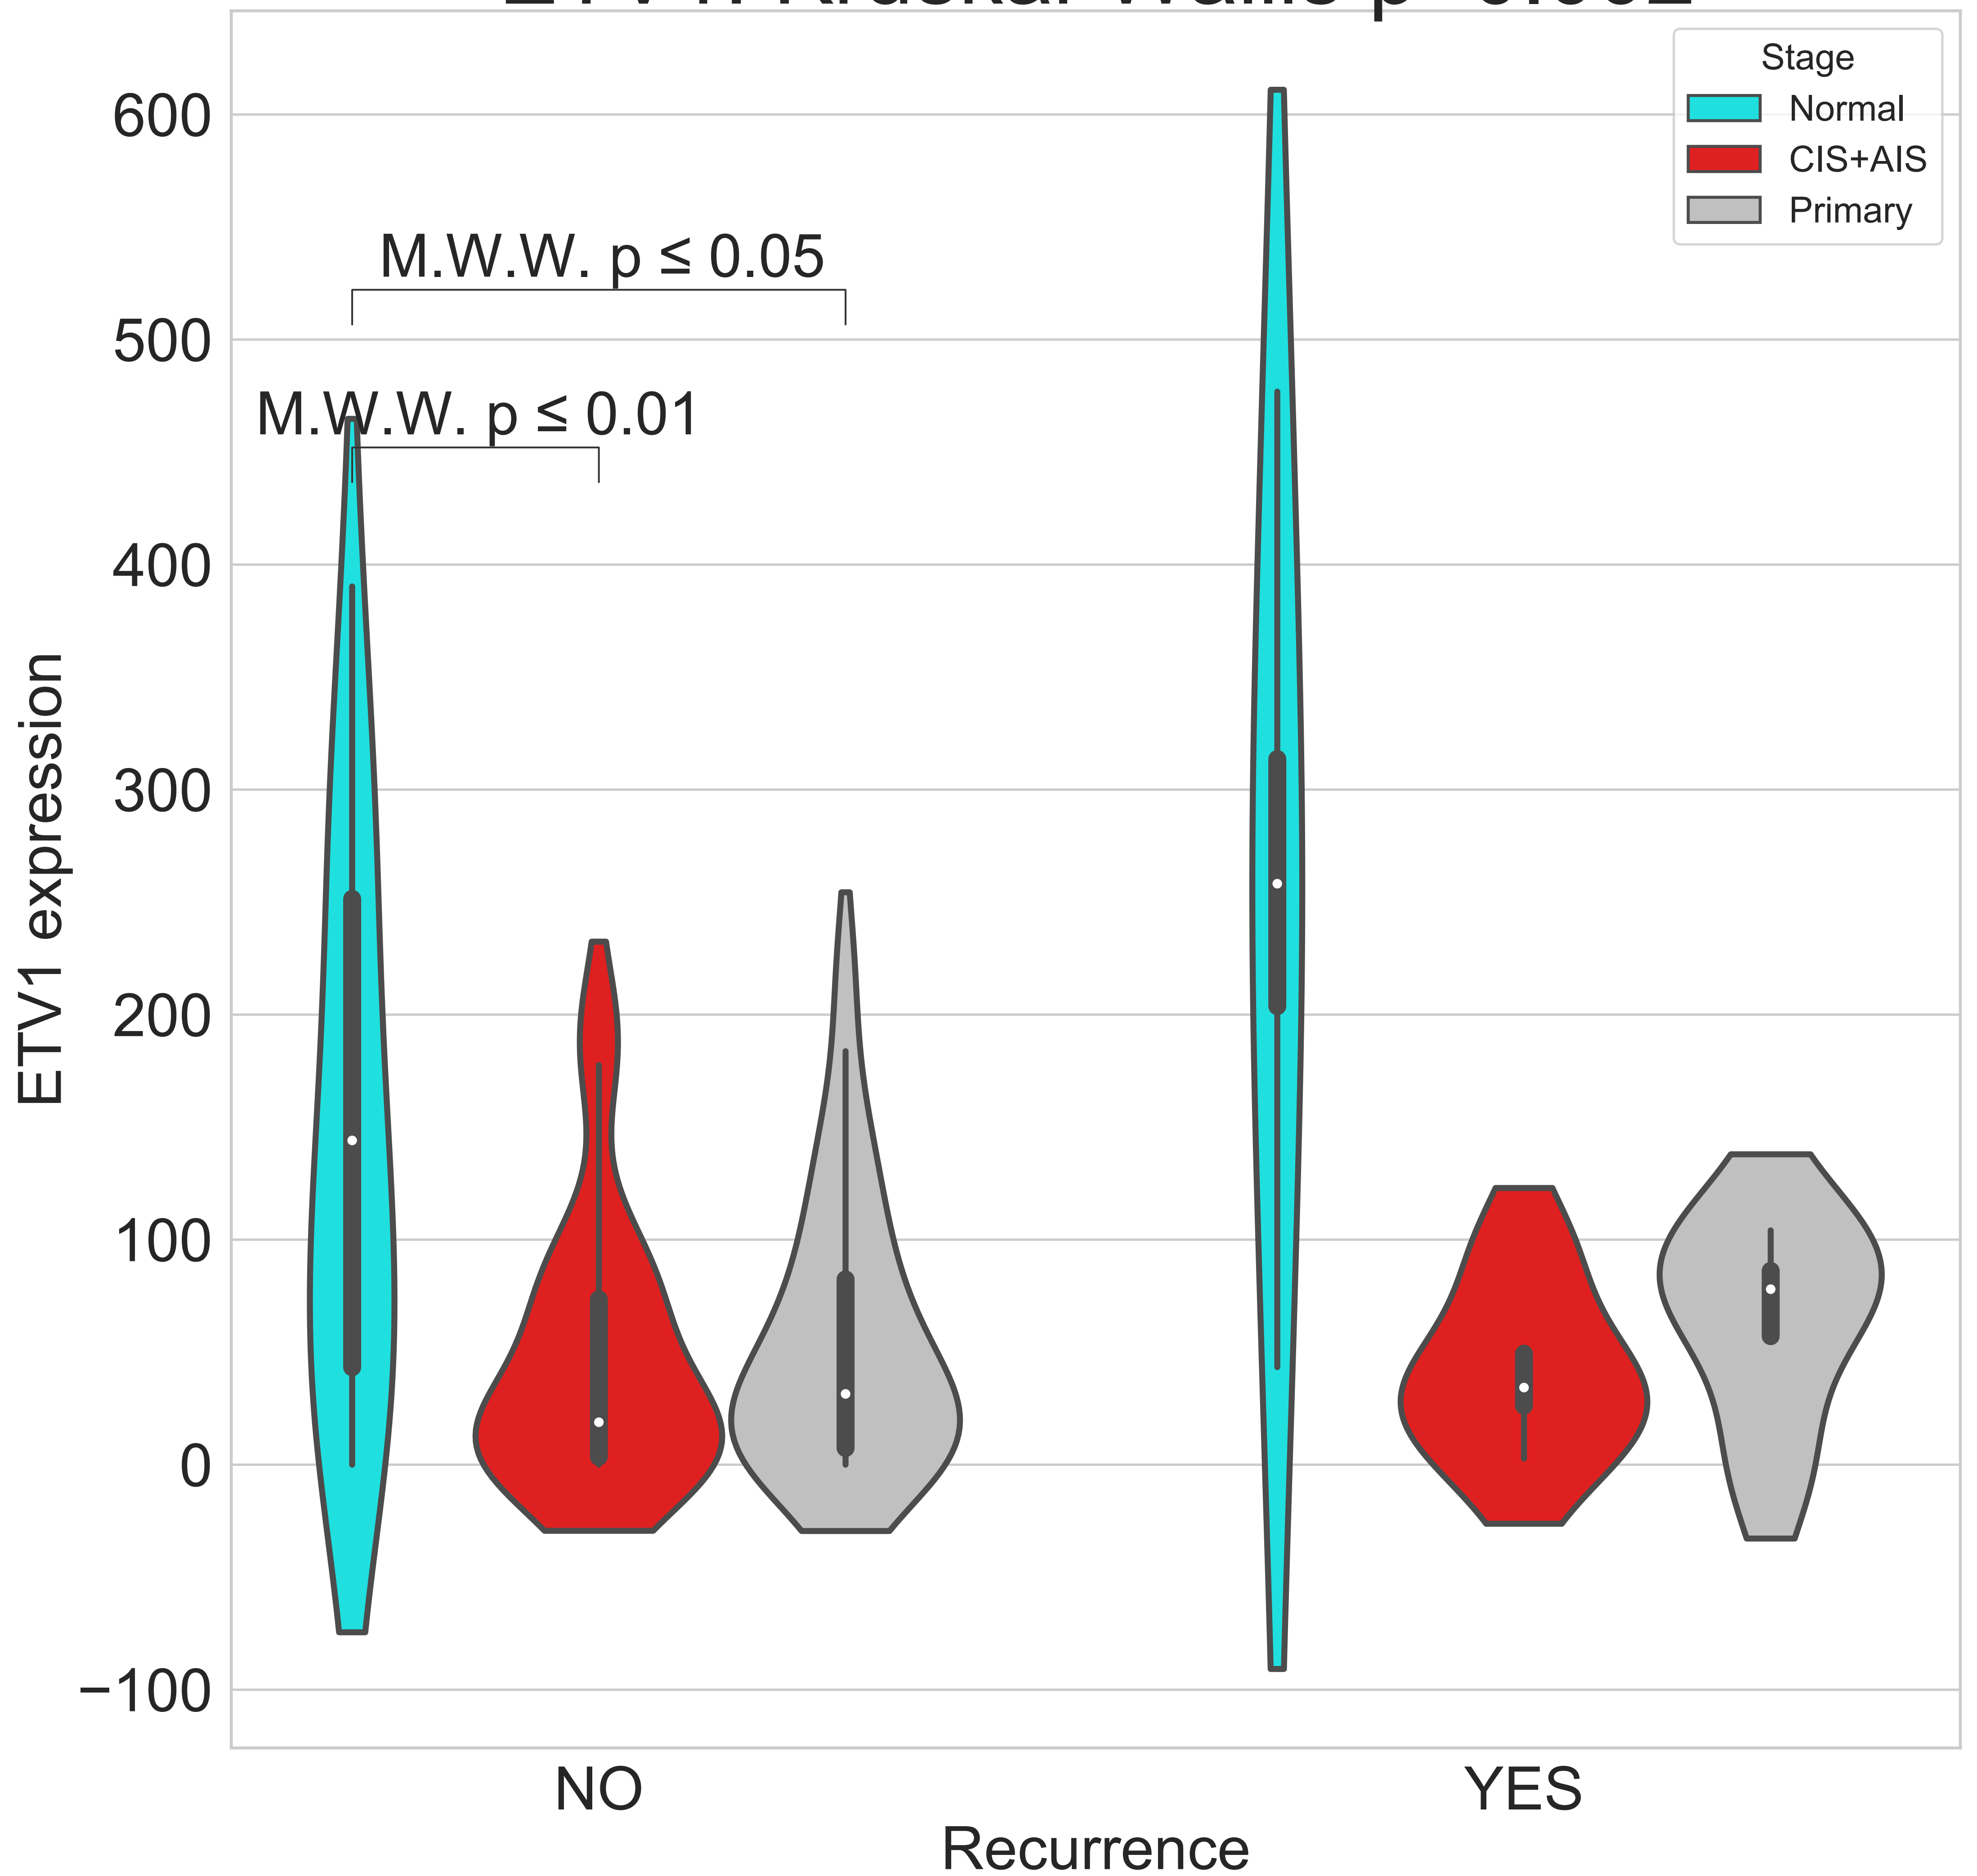 Stage
Normal
CIS+AIS
Primary
600
500
400
300
200
100
0
−100
M.W.W. p ≤ 0.05
M.W.W. p ≤ 0.01
ETV1 expression
NO
YES
Recurrence